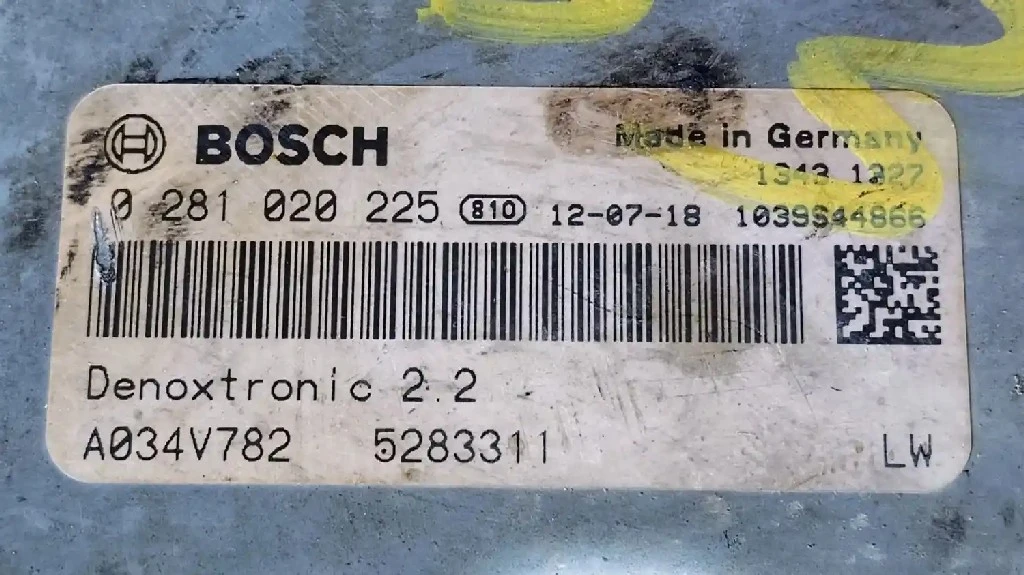 BOSCH
Made in Germany
1343 1327
0 281 020 225 810 12-07-18 1039S44866
Denoxtronic 2.2
A034V782 5283311 LW